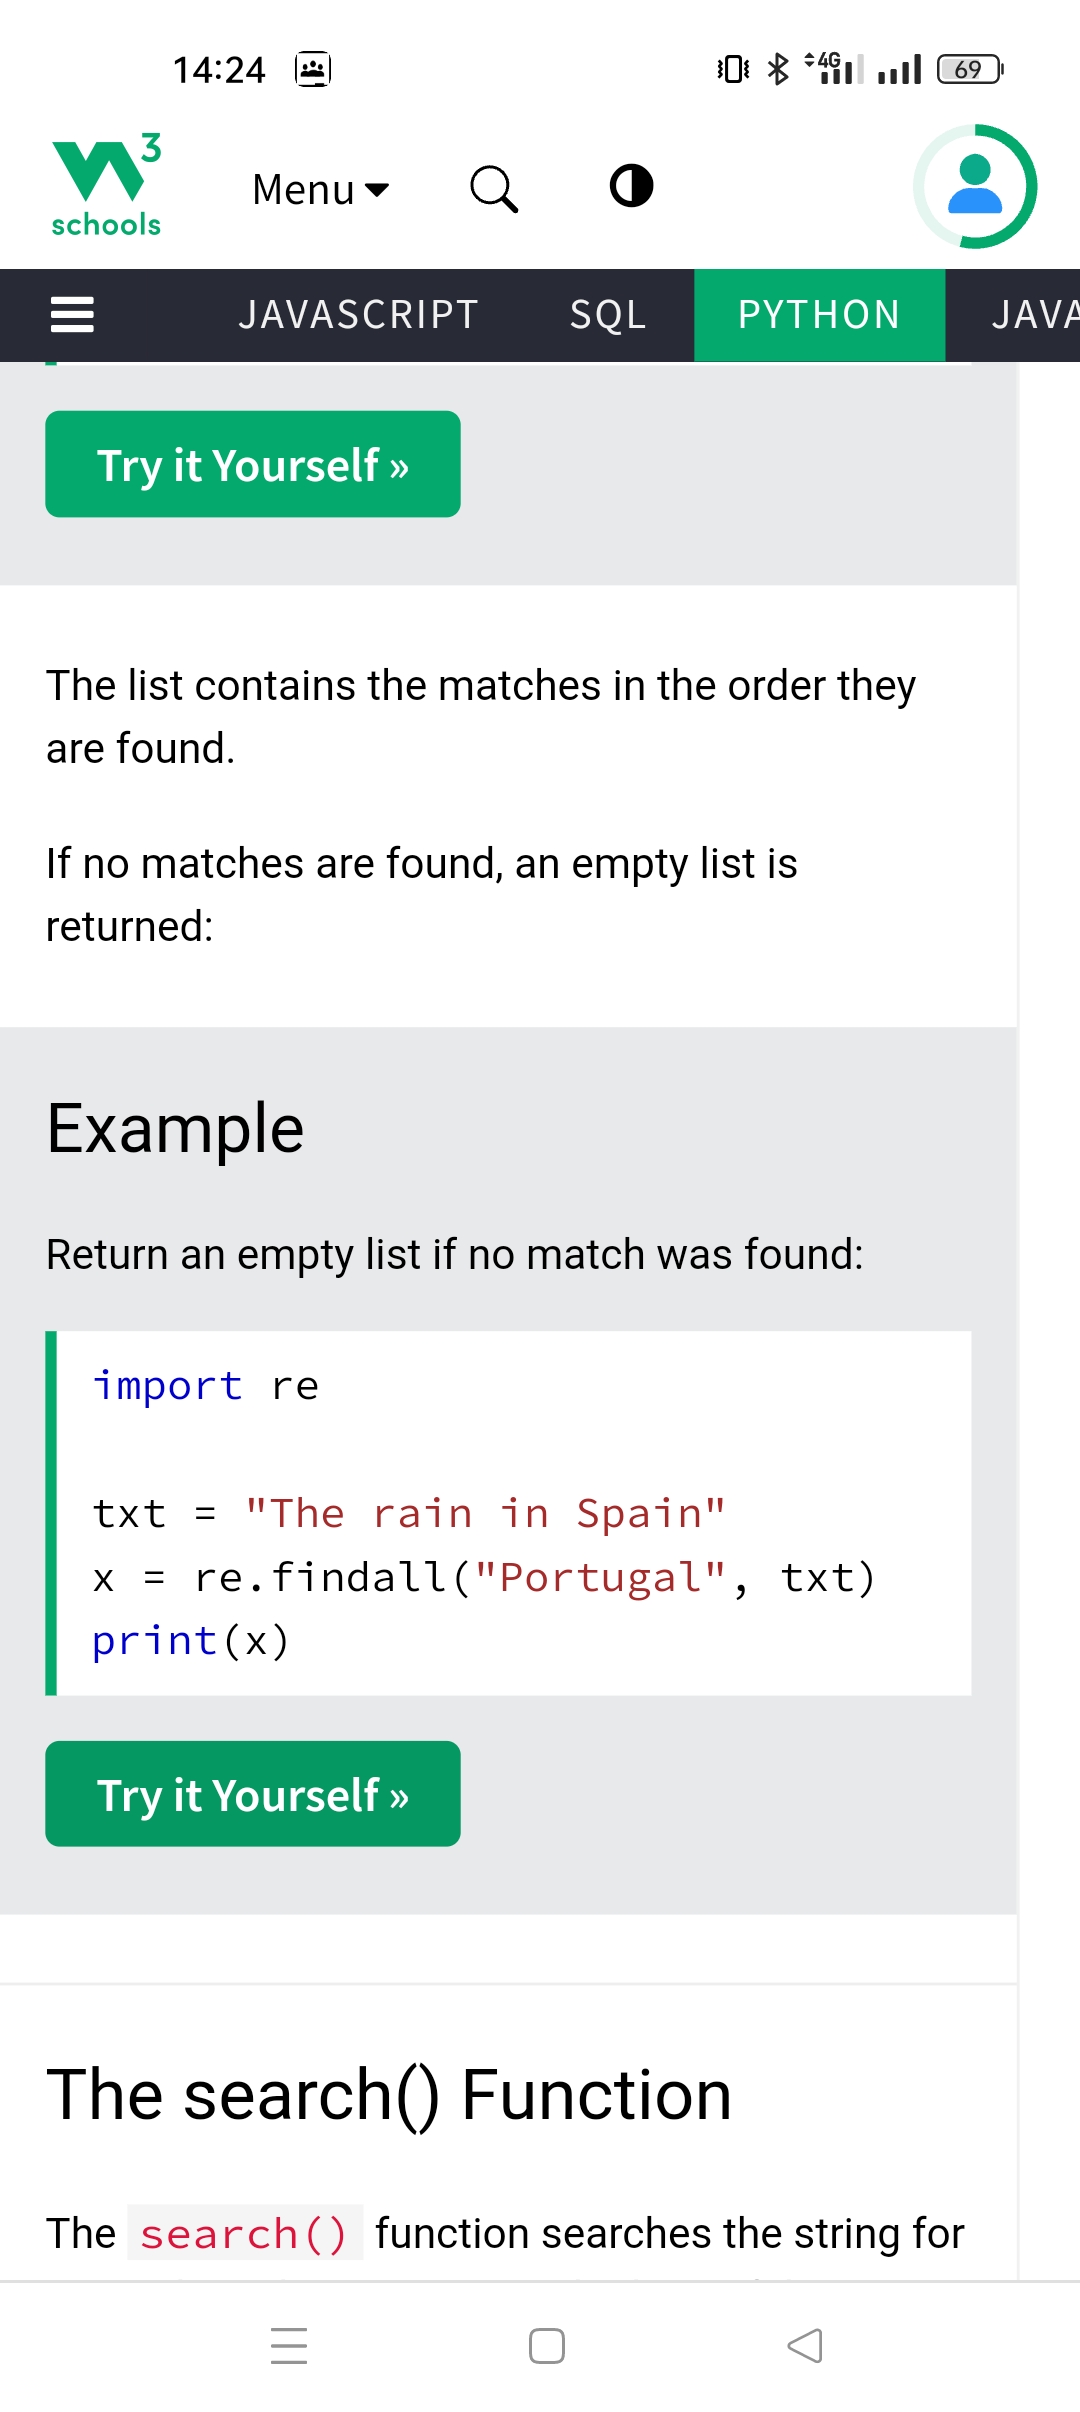 14:24
4G
69
3
schools
Menu
JAVASCRIPT SQL PYTHON JAVA
Try it Yourself »
The list contains the matches in the order they
are found.
If no matches are found, an empty list is
returned:
Example
Return an empty list if no match was found:
import re
txt = "The rain in Spain"
x = re.findall("Portugal", txt)
print(x)
Try it Yourself »
The search() Function
The search() function searches the string for